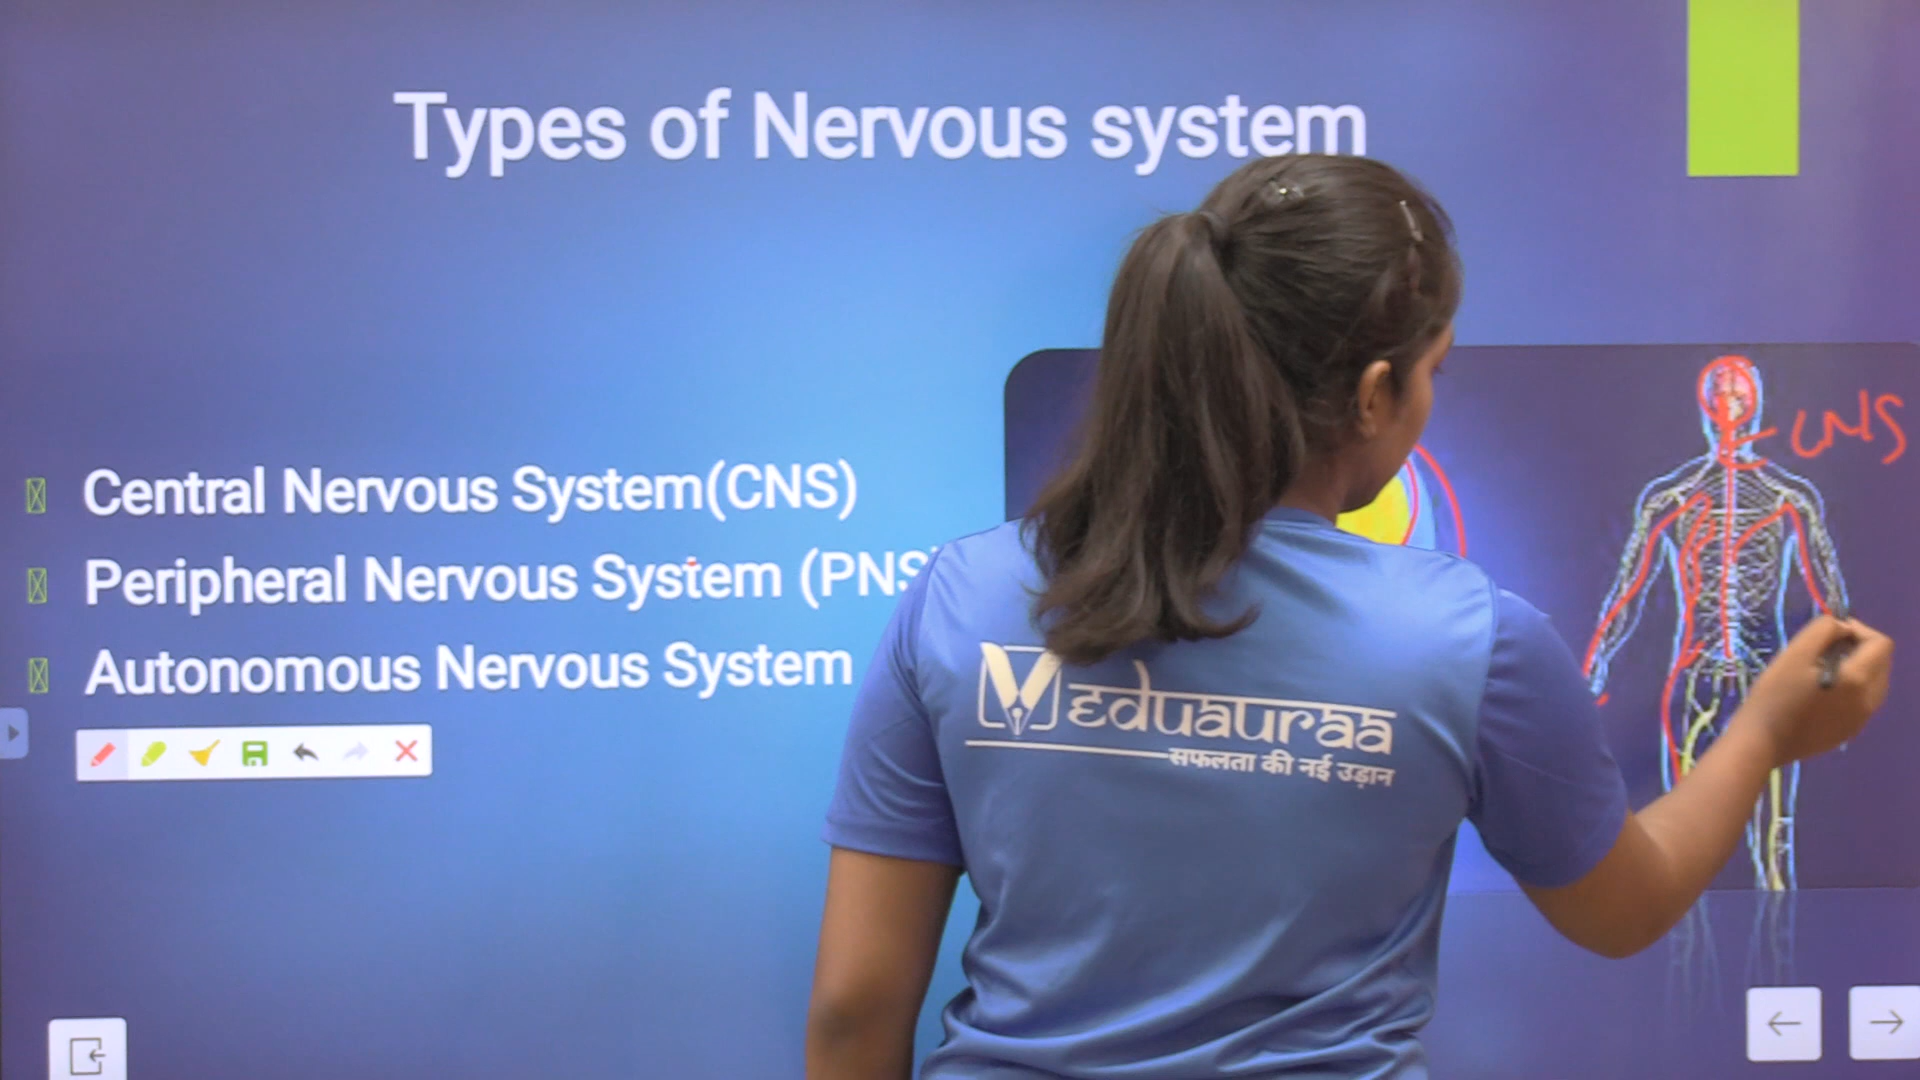 Types of Nervous system
CNS
Central Nervous System(CNS)
Peripheral Nervous System (PNS
Autonomous Nervous System
eduauraa
सफलता की नई उड़ान